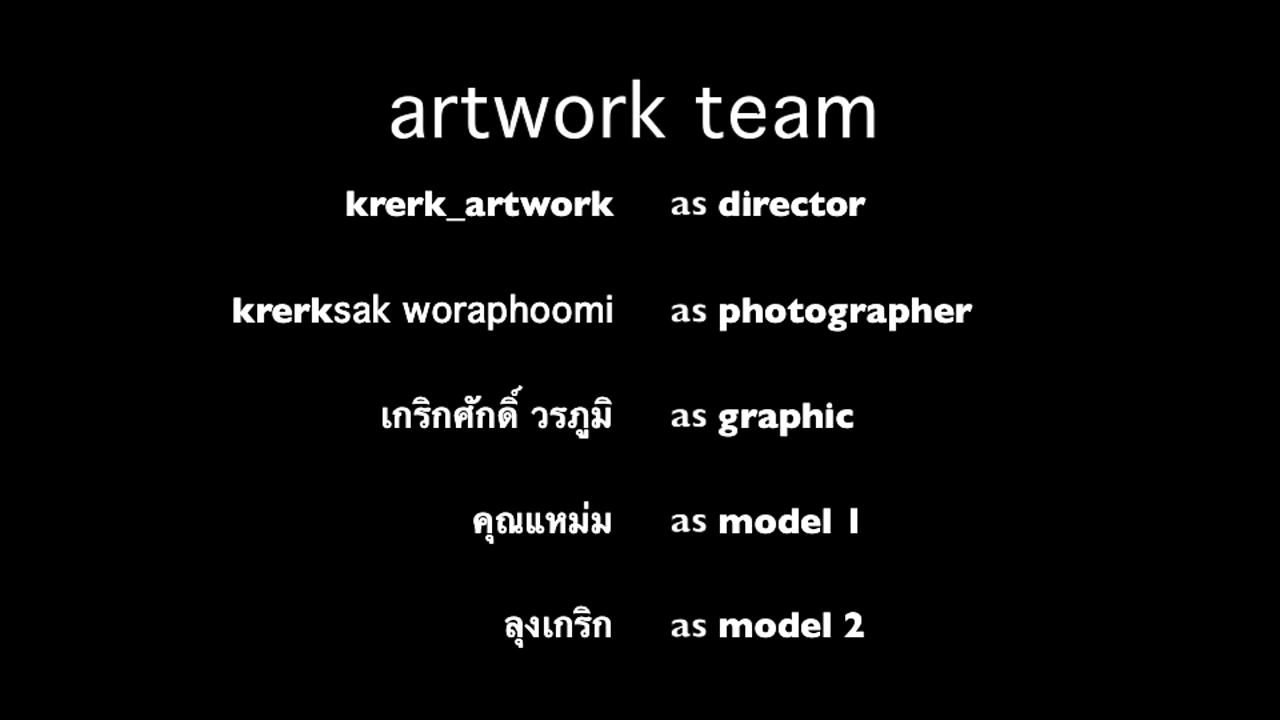 artwork team
krerk_artwork as director
krerksak woraphoomi as photographer
เกริกศักดิ์ วรภูมิ as graphic
คุณแหม่ม as model 1
ลุงเกริก as model 2